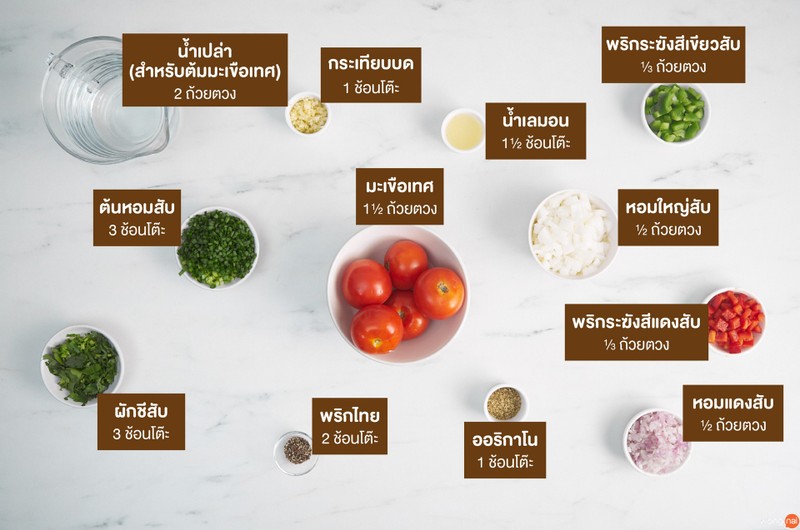 น้ำเปล่า
(สำหรับต้มมะเขือเทศ)
2 ถ้วยตวง
กระเทียมบด
1 ช้อนโต๊ะ
พริกระฆังสีเขียวสับ
⅓ ถ้วยตวง
น้ำเลมอน
1½ ช้อนโต๊ะ
มะเขือเทศ
1½ ถ้วยตวง
ต้นหอมสับ
3 ช้อนโต๊ะ
หอมใหญ่สับ
½ ถ้วยตวง
พริกระฆังสีแดงสับ
⅓ ถ้วยตวง
ผักชีสับ
3 ช้อนโต๊ะ
พริกไทย
2 ช้อนโต๊ะ
ออริกาโน
1 ช้อนโต๊ะ
หอมแดงสับ
½ ถ้วยตวง